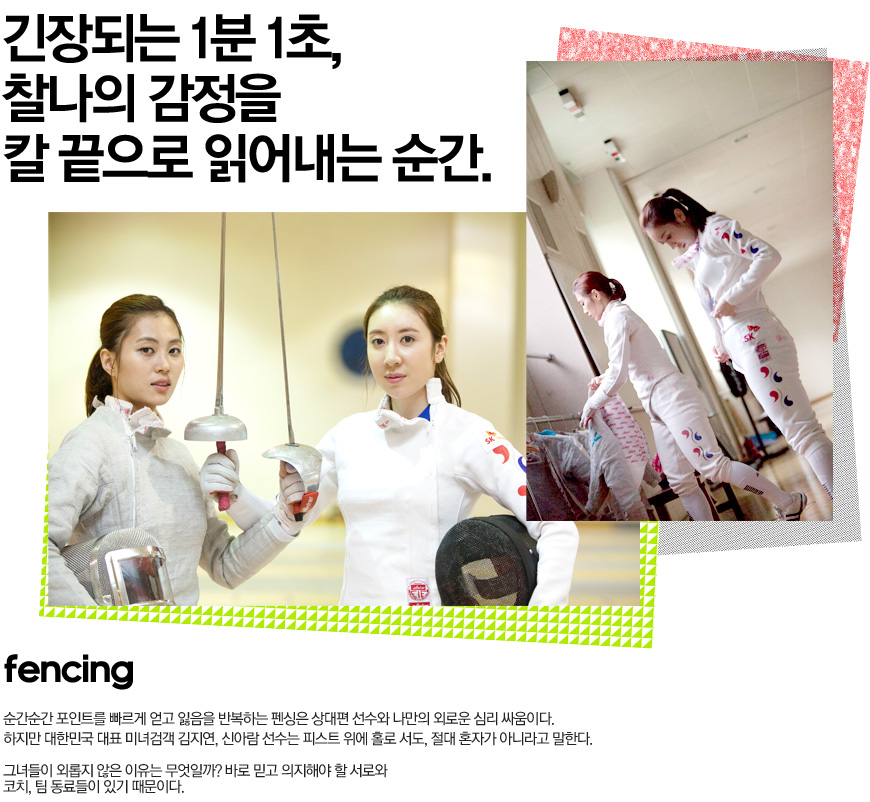 긴장되는 1분 1초,
찰나의 감정을
칼 끝으로 읽어내는 순간.
SK
SK
fencing
순간순간 포인트를 빠르게 얻고 잃음을 반복하는 펜싱은 상대편 선수와 나만의 외로운 심리 싸움이다.
하지만 대한민국 대표 미녀검객 김지연, 신아람 선수는 피스트 위에 홀로 서도, 절대 혼자가 아니라고 말한다.
그녀들이 외롭지 않은 이유는 무엇일까? 바로 믿고 의지해야 할 서로와
코치, 팀 동료들이 있기 때문이다.